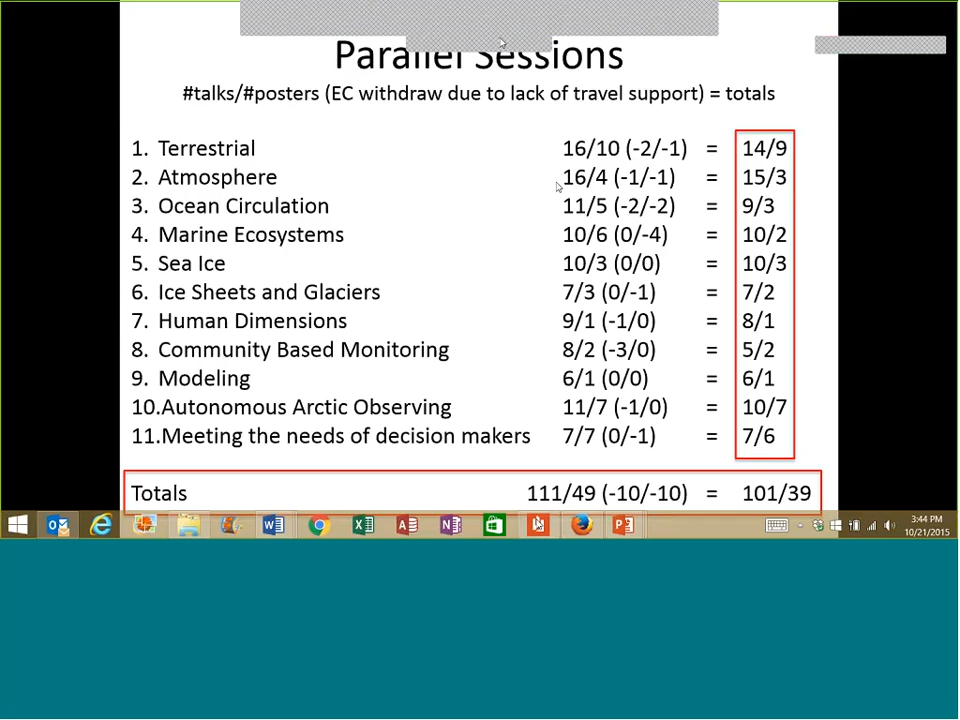 Parallel Sessions
#talks/#posters (EC withdraw due to lack of travel support) = totals
1. Terrestrial 16/10 (-2/-1) = 14/9
2. Atmosphere 16/4 (-1/-1) = 15/3
3. Ocean Circulation 11/5 (-2/-2) = 9/3
4. Marine Ecosystems 10/6 (0/-4) = 10/2
5. Sea Ice 10/3 (0/0) = 10/3
6. Ice Sheets and Glaciers 7/3 (0/-1) = 7/2
7. Human Dimensions 9/1 (-1/0) = 8/1
8. Community Based Monitoring 8/2 (-3/0) = 5/2
9. Modeling 6/1 (0/0) = 6/1
10.Autonomous Arctic Observing 11/7 (-1/0) = 10/7
11.Meeting the needs of decision makers 7/7 (0/-1) = 7/6
Totals 111/49 (-10/-10) = 101/39
3:44 PM
10/21/2015